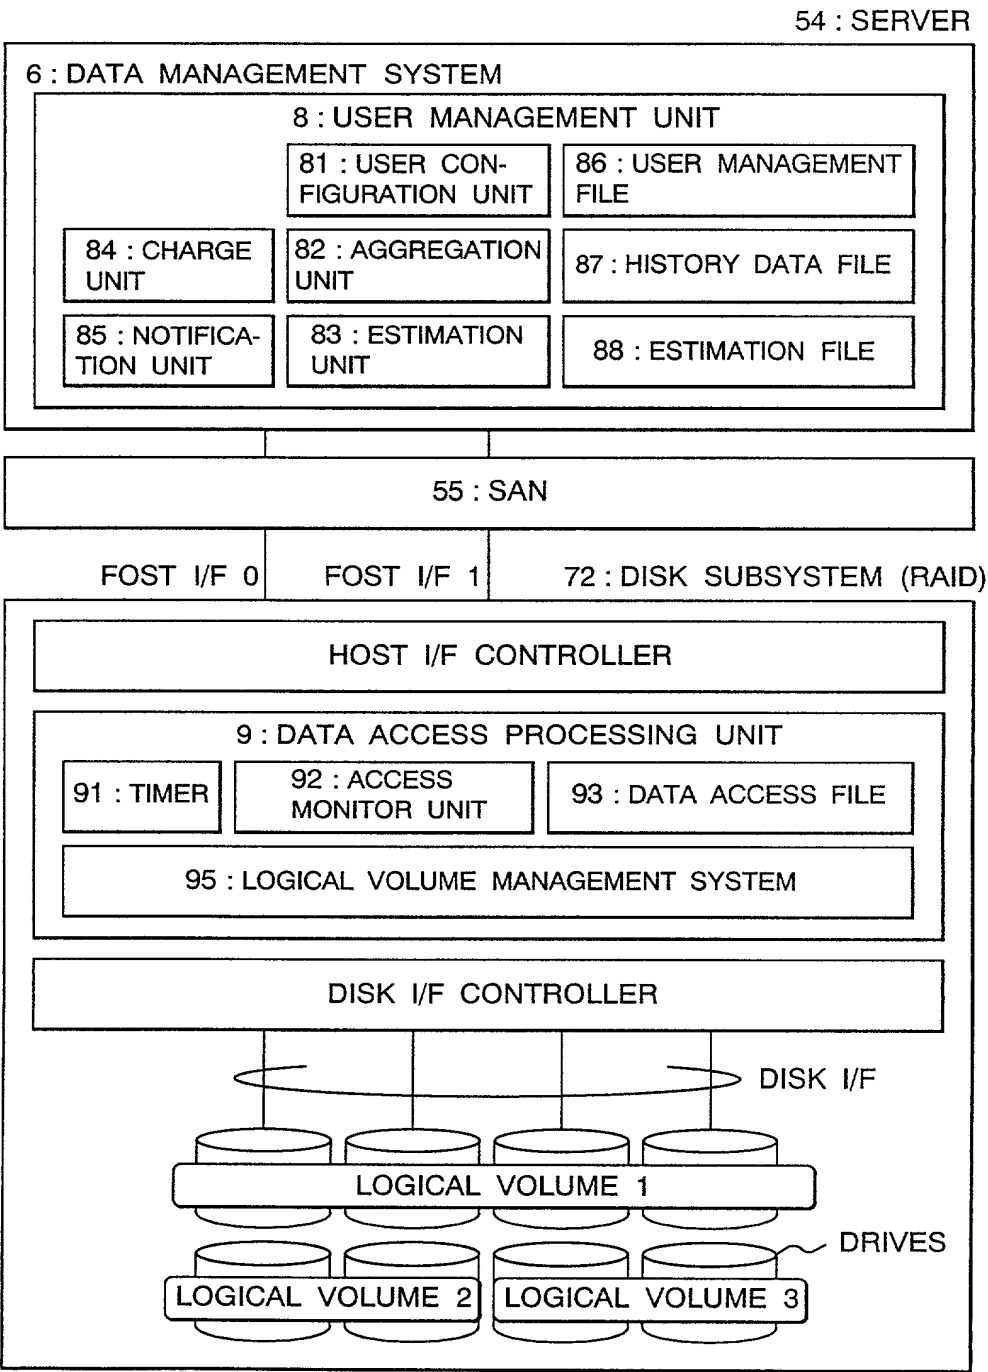 54 : SERVER
6 : DATA MANAGEMENT SYSTEM
8 : USER MANAGEMENT UNIT
81 : USER CON-
FIGURATION UNIT
86 : USER MANAGEMENT
FILE
84 : CHARGE
UNIT
82 : AGGREGATION
UNIT
87 : HISTORY DATA FILE
85 : NOTIFICA-
TION UNIT
83 : ESTIMATION
UNIT
88 : ESTIMATION FILE
55 : SAN
FOST I/F 0
FOST I/F 1
72 : DISK SUBSYSTEM (RAID)
HOST I/F CONTROLLER
9 : DATA ACCESS PROCESSING UNIT
91 : TIMER
92 : ACCESS
MONITOR UNIT
93 : DATA ACCESS FILE
95 : LOGICAL VOLUME MANAGEMENT SYSTEM
DISK I/F CONTROLLER
DISK I/F
LOGICAL VOLUME 1
DRIVES
LOGICAL VOLUME 2
LOGICAL VOLUME 3